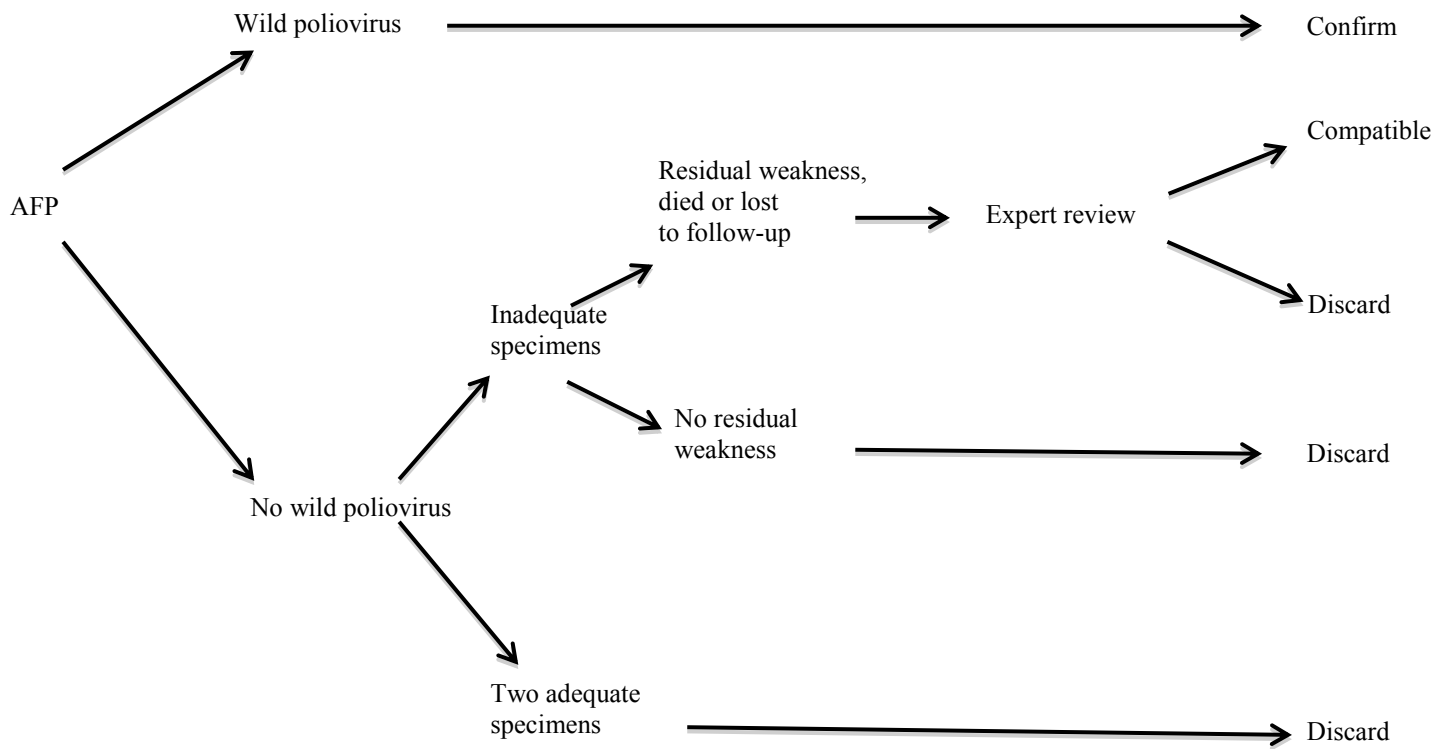 Wild poliovirus
Confirm
Compatible
Residual weakness,
died or lost
to follow-up
AFP
Expert review
Discard
Inadequate
specimens
No residual
weakness
Discard
No wild poliovirus
Two adequate
specimens
Discard